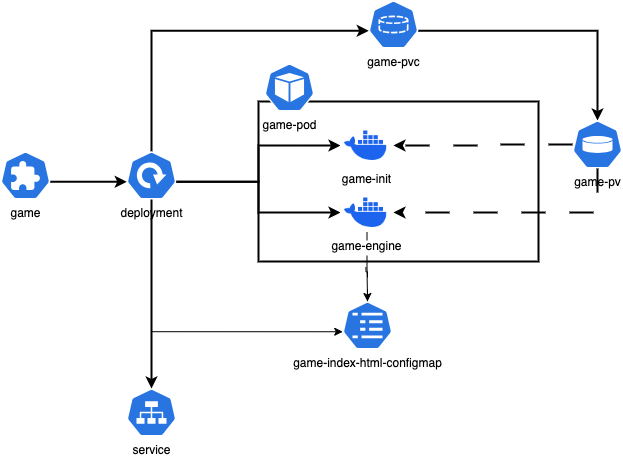 game-pvc
game-pod
game-init
game-pv
game
deployment
game-engine
game-index-html-configmap
service